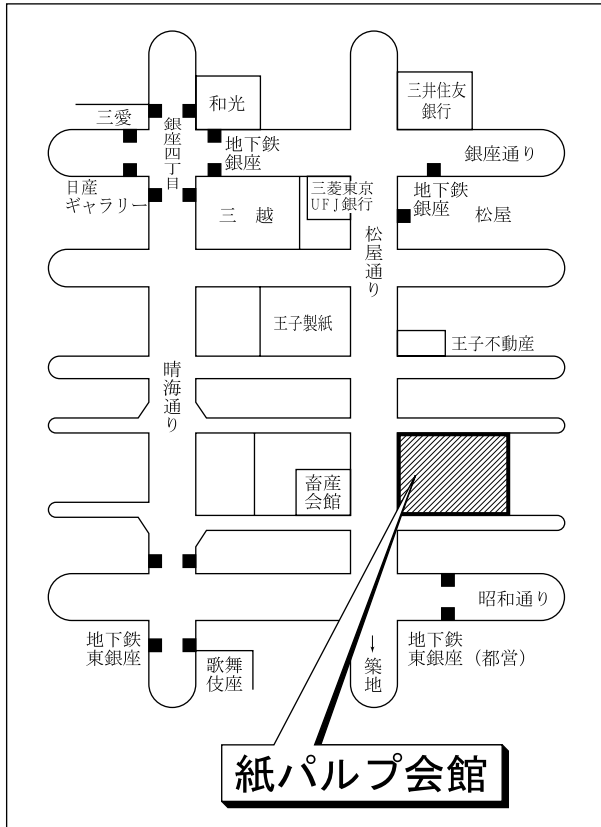 和光
三井住友
銀行
三愛
銀座四丁目
地下鉄
銀座
銀座通り
日産
ギャラリー
三越
三菱東京
UFJ銀行
地下鉄
銀座
松屋
松屋通り
王子製紙
王子不動産
晴海通り
畜産
会館
昭和通り
地下鉄
東銀座
歌舞
伎座
↓築地
地下鉄
東銀座（都営）
紙パルプ会館